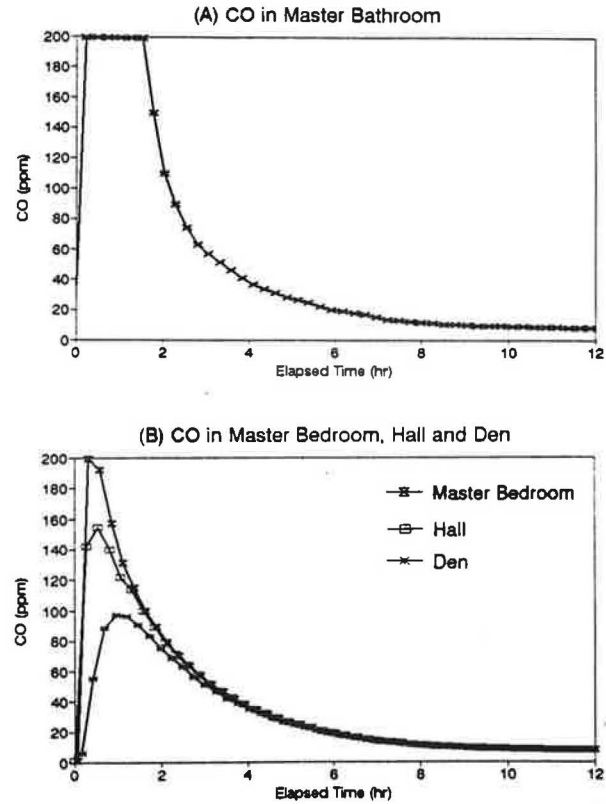 (A) CO in Master Bathroom
200
180
160
140
120
100
80
60
40
20
0
CO (ppm)
0 2 4 6 8 10 12
Elapsed Time (hr)
(B) CO in Master Bedroom, Hall and Den
200
180
160
140
120
100
80
60
40
20
0
CO (ppm)
Master Bedroom
Hall
Den
0 2 4 6 8 10 12
Elapsed Time (hr)